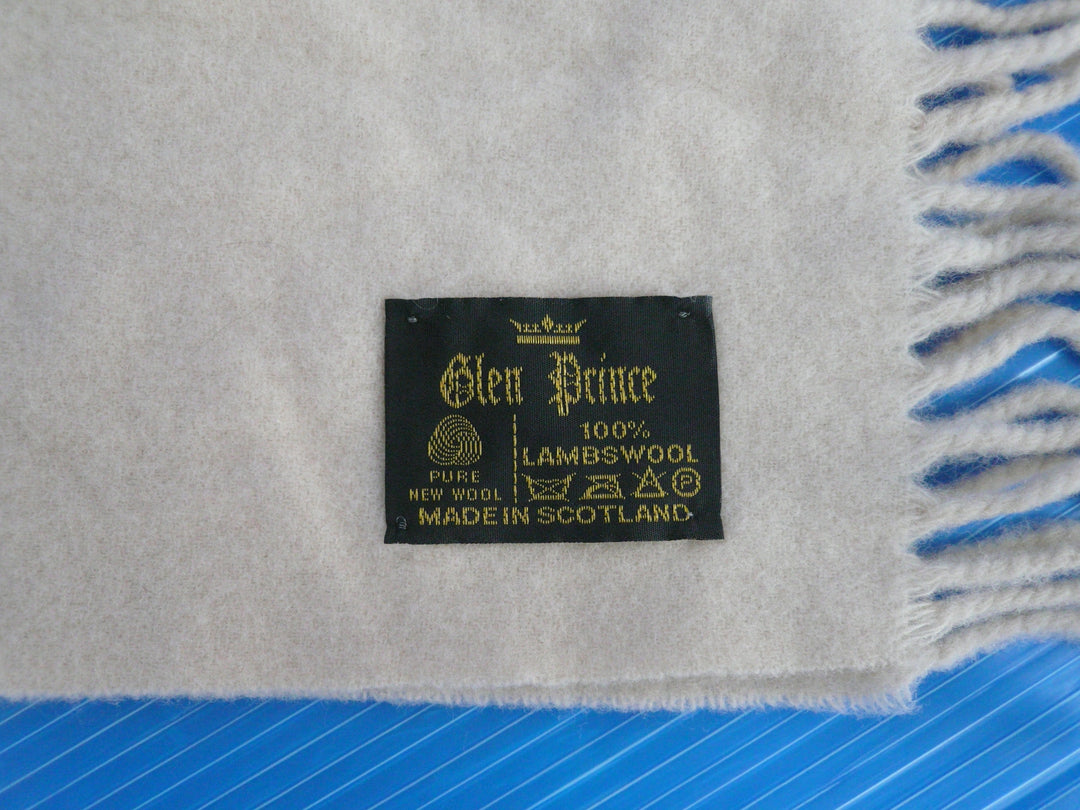 Glen Prince
100%
LAMBSWOOL
PURE
NEW WOOL
P
MADE IN SCOTLAND